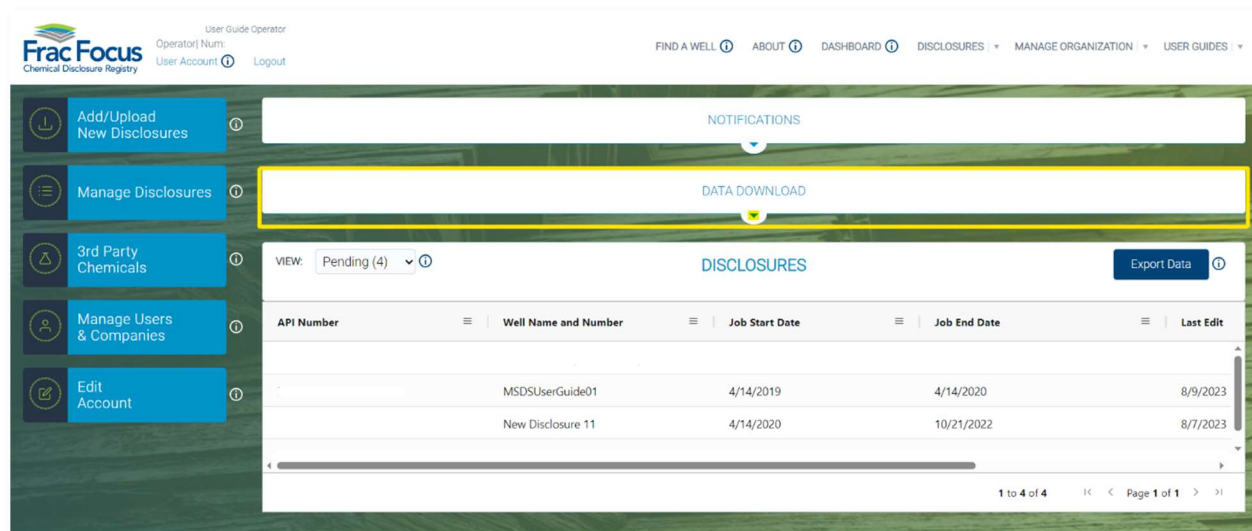 User Guide Operator
Operator| Num:
User Account Logout
Frac Focus
Chemical Disclosure Registry
FIND A WELL ABOUT DASHBOARD DISCLOSURES MANAGE ORGANIZATION USER GUIDES
Add/Upload
New Disclosures
Manage Disclosures
3rd Party
Chemicals
Manage Users
& Companies
Edit
Account
NOTIFICATIONS
DATA DOWNLOAD
VIEW: Pending (4) DISCLOSURES Export Data
API Number Well Name and Number Job Start Date Job End Date Last Edit
MSDSUserGuide01 4/14/2019 4/14/2020 8/9/2023
New Disclosure 11 4/14/2020 10/21/2022 8/7/2023
1 to 4 of 4 Page 1 of 1